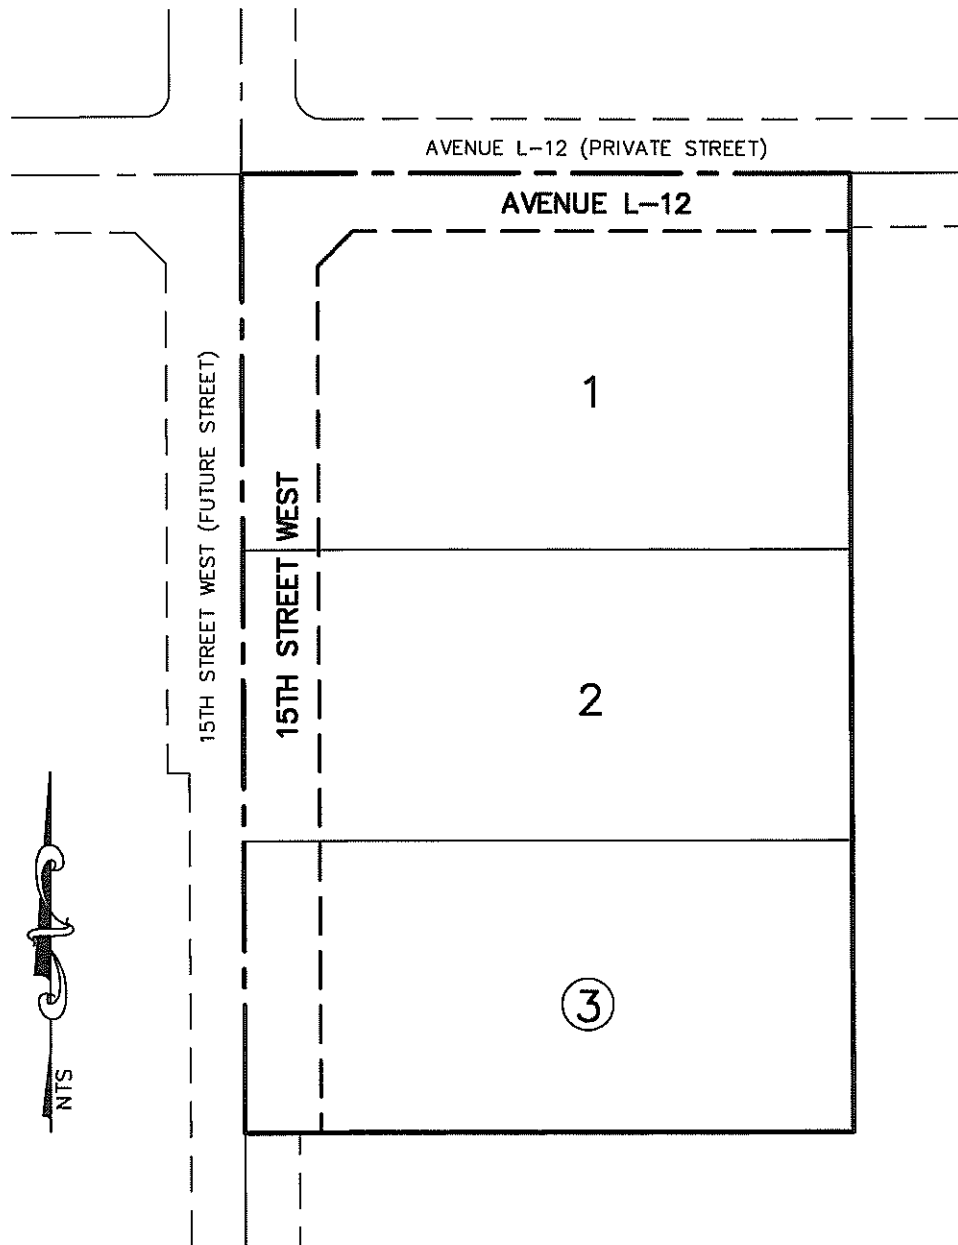 AVENUE L-12 (PRIVATE STREET)
AVENUE L-12
1
15TH STREET WEST (FUTURE STREET)
15TH STREET WEST
2
3
NTS